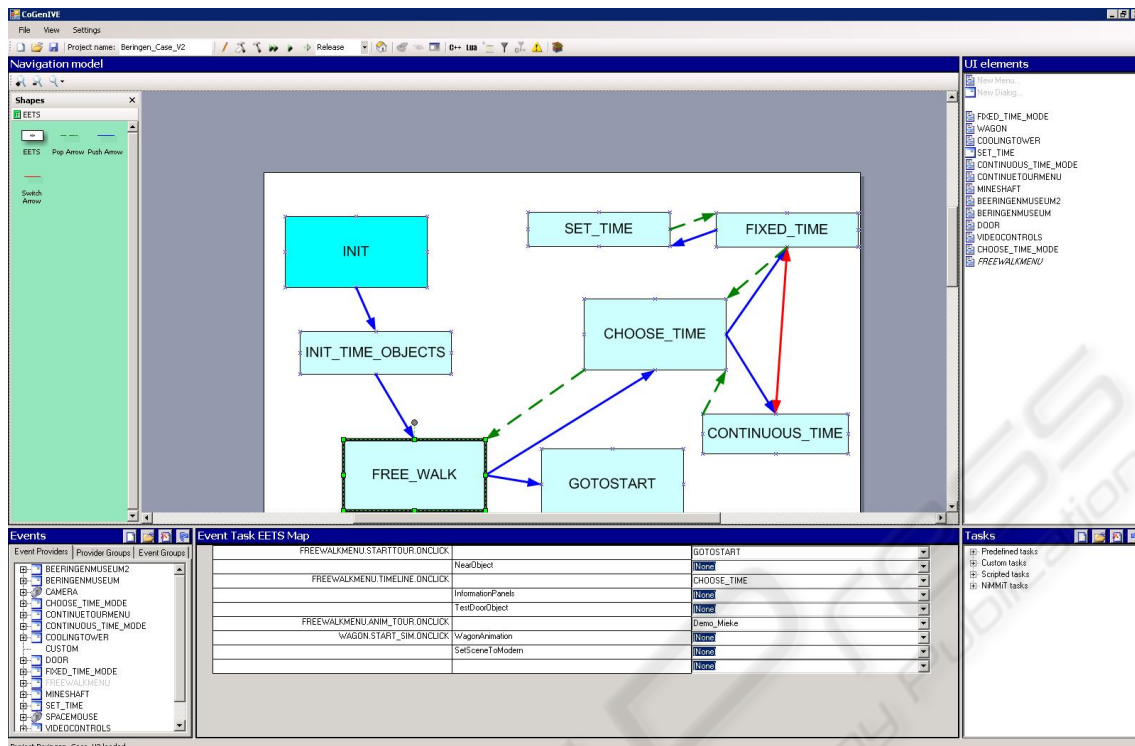 CoGenIVE
File View Settings
Project name: Beringen_Case_V2 Release C++ Lua
Navigation model
UI elements
Shapes
EETS
EETS Pop Arrow Push Arrow
Switch Arrow
INIT
SET_TIME
FIXED_TIME
INIT_TIME_OBJECTS
CHOOSE_TIME
FREE_WALK
GOTOSTART
CONTINUOUS_TIME
New Menu...
New Dialog...
FIXED_TIME_MODE
WAGON
COOLINGTOWER
SET_TIME
CONTINUOUS_TIME_MODE
CONTINUETOURMENU
MINESHAFT
BEERINGENMUSEUM2
BERINGENMUSEUM
DOOR
VIDEOCONTROLS
CHOOSE_TIME_MODE
FREEWALKMENU
Events
Event Providers Provider Groups Event Groups
BEERINGENMUSEUM2
BERINGENMUSEUM
CAMERA
CHOOSE_TIME_MODE
CONTINUETOURMENU
CONTINUOUS_TIME_MODE
COOLINGTOWER
CUSTOM
DOOR
FIXED_TIME_MODE
FREEWALKMENU
MINESHAFT
SET_TIME
SPACEMOUSE
VIDEOCONTROLS
Event Task EETS Map
FREEWALKMENU.STARTTOUR.ONCLICK GOTOSTART
NearObject [None]
FREEWALKMENU.TIMELINE.ONCLICK CHOOSE_TIME
InformationPanels [None]
TestDoorObject [None]
FREEWALKMENU.ANIM_TOUR.ONCLICK Demo_Mieke
WAGON.START_SIM.ONCLICK WagonAnimation [None]
SetSceneToModern [None]
[None]
Tasks
Predefined tasks
Custom tasks
Scripted tasks
NiMMiT tasks